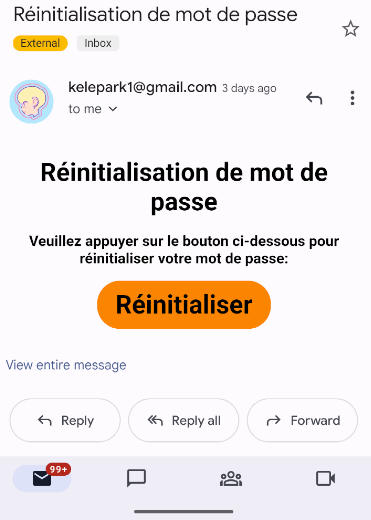 Réinitialisation de mot de passe
External
Inbox
kelepark1@gmail.com 3 days ago
to me
Réinitialisation de mot de
passe
Veuillez appuyer sur le bouton ci-dessous pour
réinitialiser votre mot de passe:
Réinitialiser
View entire message
Reply
Reply all
Forward
99+